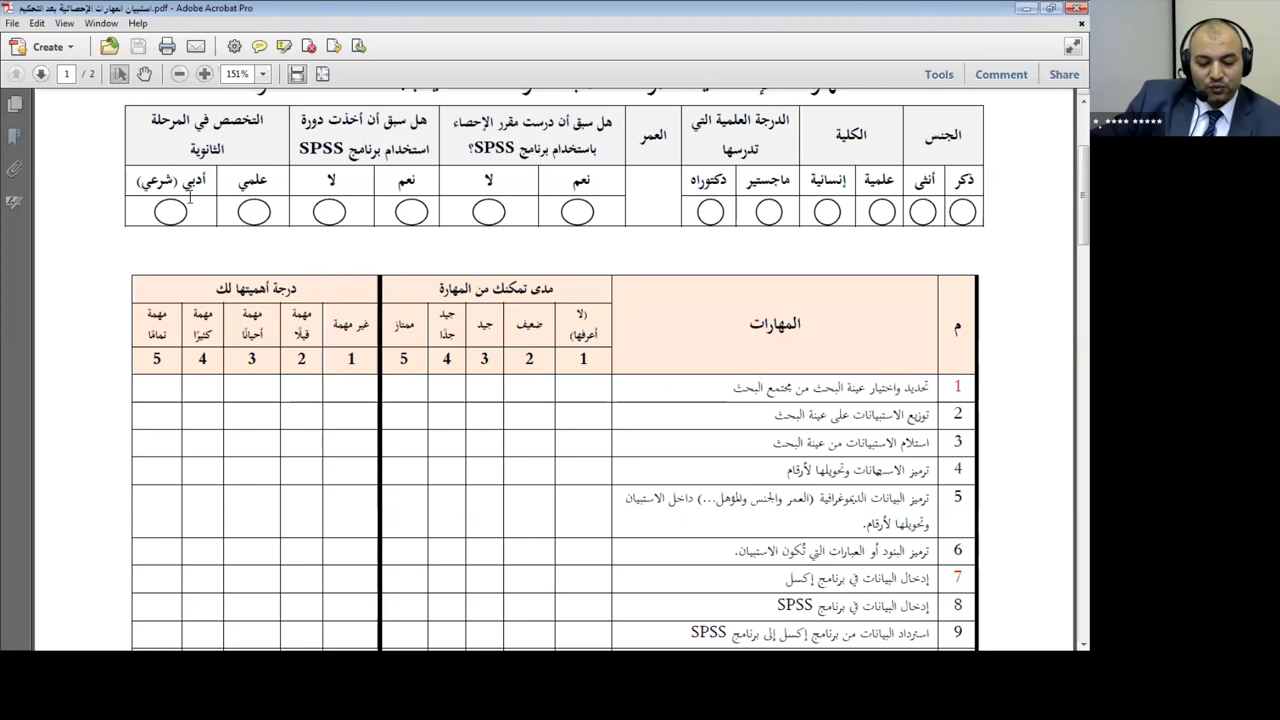 استبيان المهارات الإحصائية بعد التحكيم.pdf - Adobe Acrobat Pro
File Edit View Window Help
Create
1 / 2 151% Tools Comment Share
الجنس الكلية الدرجة العلمية التي تدرسها العمر هل سبق أن درست مقرر الإحصاء باستخدام برنامج SPSS؟ هل سبق أن أخذت دورة استخدام برنامج SPSS التخصص في المرحلة الثانوية
ذكر أنثى علمية إنسانية ماجستير دكتوراه نعم لا نعم لا علمي أدبي (شرعي)
م المهارات مدى تمكنك من المهارة درجة أهميتها لك
(لا أعرفها) ضعيف جيد جيد جدًا ممتاز غير مهمة مهمة قيلًا مهمة أحيانًا مهمة كثيرًا مهمة تمامًا
1 2 3 4 5 1 2 3 4 5
1 تحديد واختيار عينة البحث من مجتمع البحث
2 توزيع الاستبيانات على عينة البحث
3 استلام الاستبيانات من عينة البحث
4 ترميز الاستبيانات وتحويلها لأرقام
5 ترميز البيانات الديموغرافية (العمر والجنس والمؤهل...) داخل الاستبيان
وتحويلها لأرقام.
6 ترميز البنود أو العبارات التي تُكون الاستبيان.
7 إدخال البيانات في برنامج إكسل
8 إدخال البيانات في برنامج SPSS
9 استرداد البيانات من برنامج إكسل إلى برنامج SPSS
*. **** *****